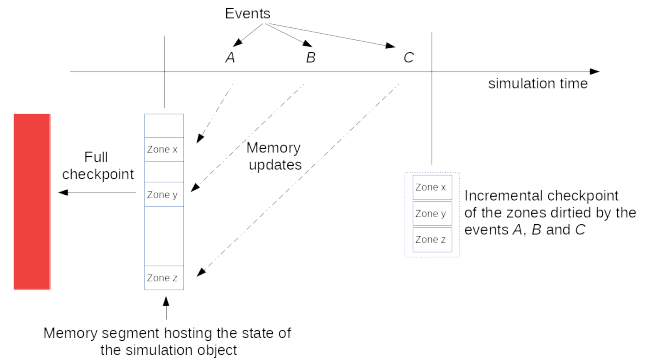 Events
A
B
C
simulation time
Zone x
Full
checkpoint
Memory
updates
Zone y
Zone x
Zone y
Zone z
Incremental checkpoint
of the zones dirtied by the
events A, B and C
Zone z
Memory segment hosting the state of
the simulation object